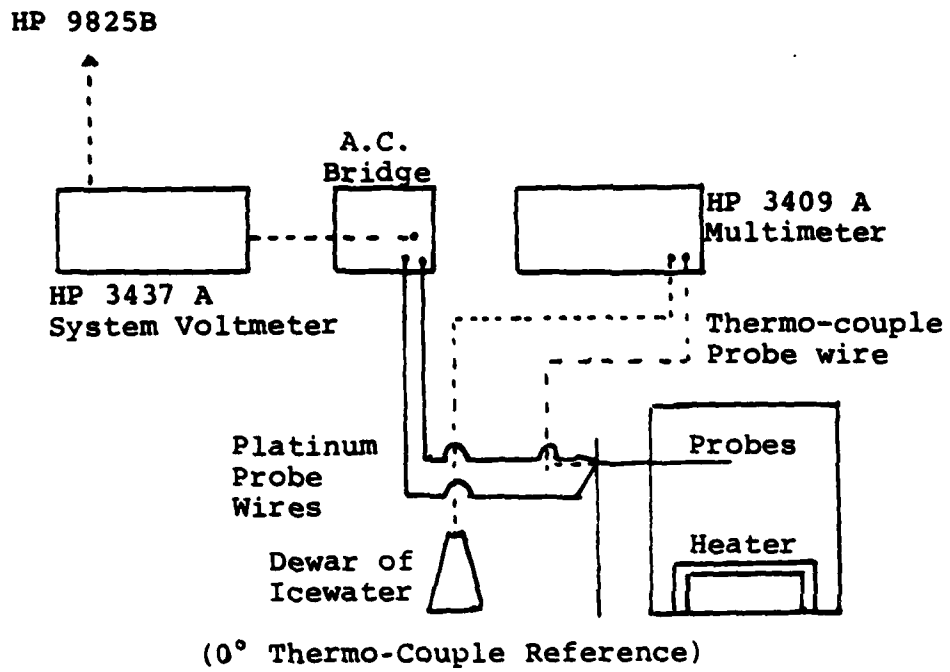 HP 9825B
A.C.
Bridge
HP 3409 A
Multimeter
HP 3437 A
System Voltmeter
Thermo-couple
Probe wire
Platinum
Probe
Wires
Probes
Heater
Dewar of
Icewater
(0° Thermo-Couple Reference)